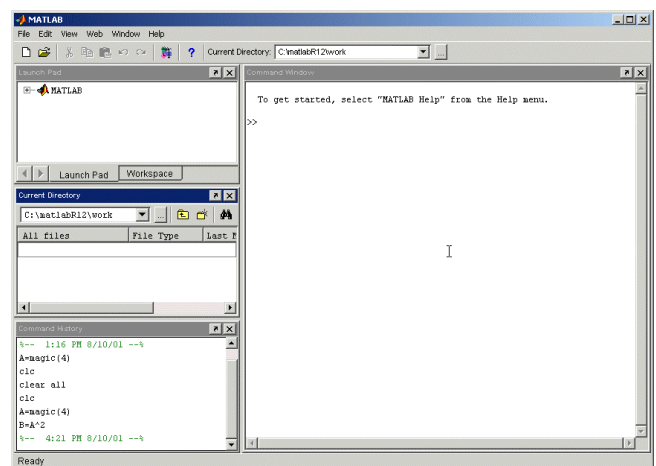 MATLAB
File Edit View Web Window Help
? Current Directory: C:\matlabR12\work ...
Launch Pad
MATLAB
Launch Pad Workspace
Current Directory
C:\matlabR12\work ...
All files File Type Last M
Command History
%-- 1:16 PM 8/10/01 --%
A=magic(4)
clc
clear all
clc
A=magic(4)
B=A^2
%-- 4:21 PM 8/10/01 --%
Command Window
To get started, select "MATLAB Help" from the Help menu.
>>
Ready